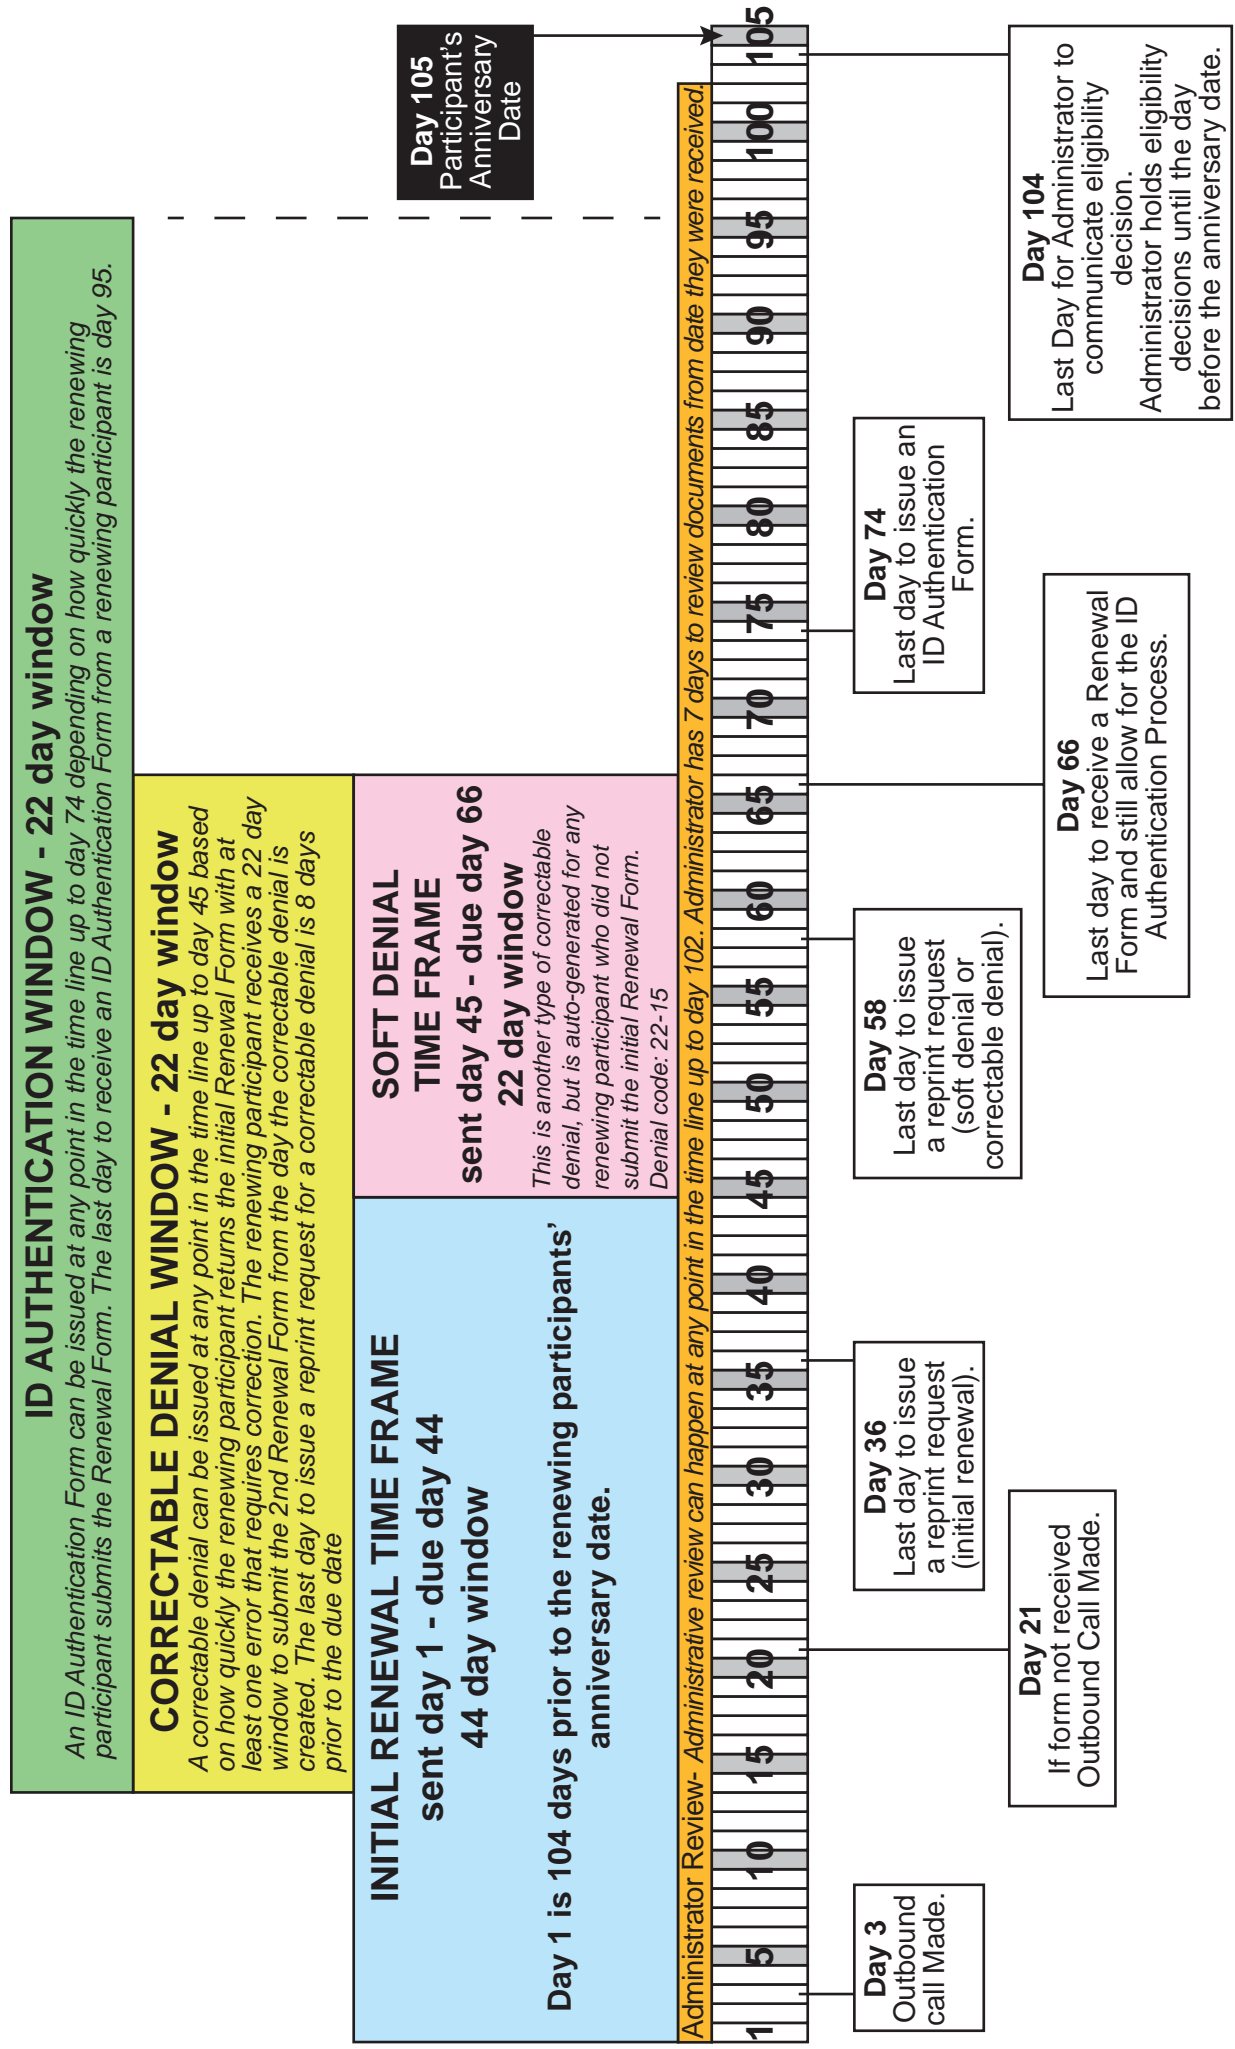 ID AUTHENTICATION WINDOW - 22 day window
An ID Authentication Form can be issued at any point in the time line up to day 74 depending on how quickly the renewing
participant submits the Renewal Form. The last day to receive an ID Authentication Form from a renewing participant is day 95.
CORRECTABLE DENIAL WINDOW - 22 day window
A correctable denial can be issued at any point in the time line up to day 45 based
on how quickly the renewing participant returns the initial Renewal Form with at
least one error that requires correction. The renewing participant receives a 22 day
window to submit the 2nd Renewal Form from the day the correctable denial is
created. The last day to issue a reprint request for a correctable denial is 8 days
prior to the due date
INITIAL RENEWAL TIME FRAME
sent day 1 - due day 44
44 day window
Day 1 is 104 days prior to the renewing participants’
anniversary date.
SOFT DENIAL
TIME FRAME
sent day 45 - due day 66
22 day window
This is another type of correctable
denial, but is auto-generated for any
renewing participant who did not
submit the initial Renewal Form.
Denial code: 22-15
Day 105
Participant’s
Anniversary
Date
Administrator Review- Administrative review can happen at any point in the time line up to day 102. Administrator has 7 days to review documents from date they were received.
1 5 10 15 20 25 30 35 40 45 50 55 60 65 70 75 80 85 90 95 100 105
Day 3
Outbound
call Made.
Day 21
If form not received
Outbound Call Made.
Day 36
Last day to issue
a reprint request
(initial renewal).
Day 58
Last day to issue
a reprint request
(soft denial or
correctable denial).
Day 66
Last day to receive a Renewal
Form and still allow for the ID
Authentication Process.
Day 74
Last day to issue an
ID Authentication
Form.
Day 104
Last Day for Administrator to
communicate eligibility
decision.
Administrator holds eligibility
decisions until the day
before the anniversary date.